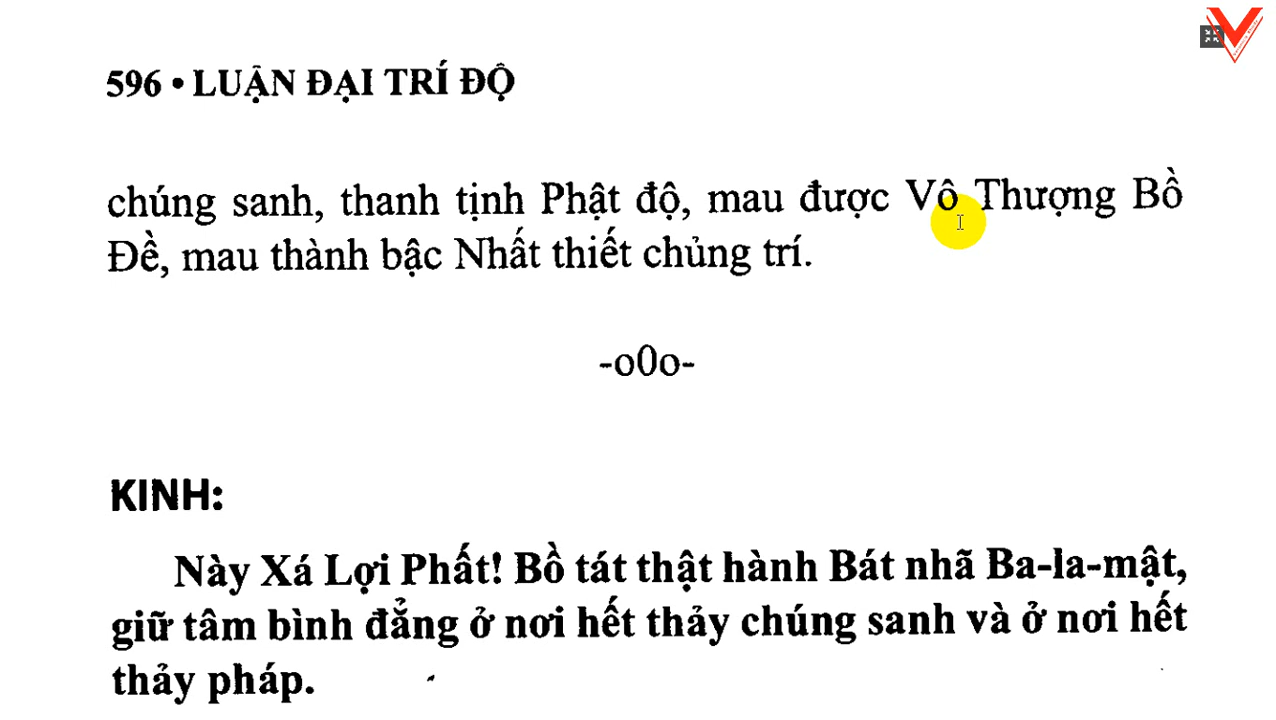 596 • LUẬN ĐẠI TRÍ ĐỘ
chúng sanh, thanh tịnh Phật độ, mau được Vô Thượng Bồ
Đề, mau thành bậc Nhất thiết chủng trí.
-o0o-
KINH:
Này Xá Lợi Phất! Bồ tát thật hành Bát nhã Ba-la-mật,
giữ tâm bình đẳng ở nơi hết thảy chúng sanh và ở nơi hết
thảy pháp.